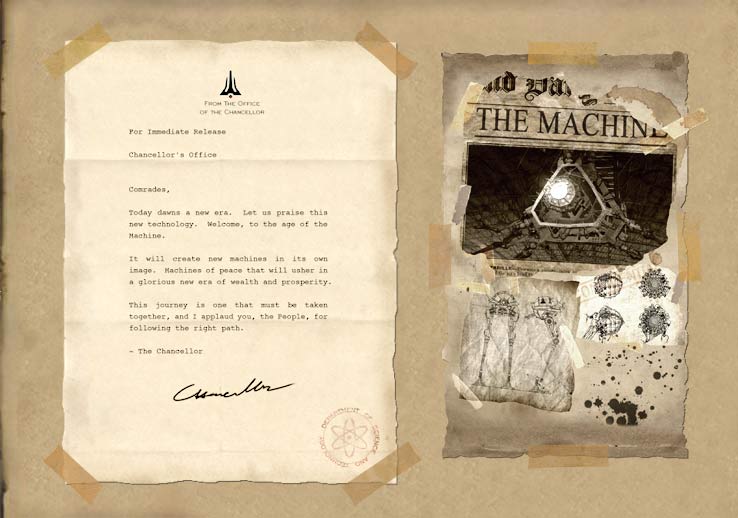 FROM THE OFFICE
OF THE CHANCELLOR
For Immediate Release
Chancellor's Office
Comrades,
Today dawns a new era. Let us praise this
new technology. Welcome, to the age of the
Machine.
It will create new machines in its own
image. Machines of peace that will usher in
a glorious new era of wealth and prosperity.
This journey is one that must be taken
together, and I applaud you, the People, for
following the right path.
- The Chancellor
Chancellor
DEPARTMENT OF SCIENCE AND TECHNOLOGY
THE MACHINE